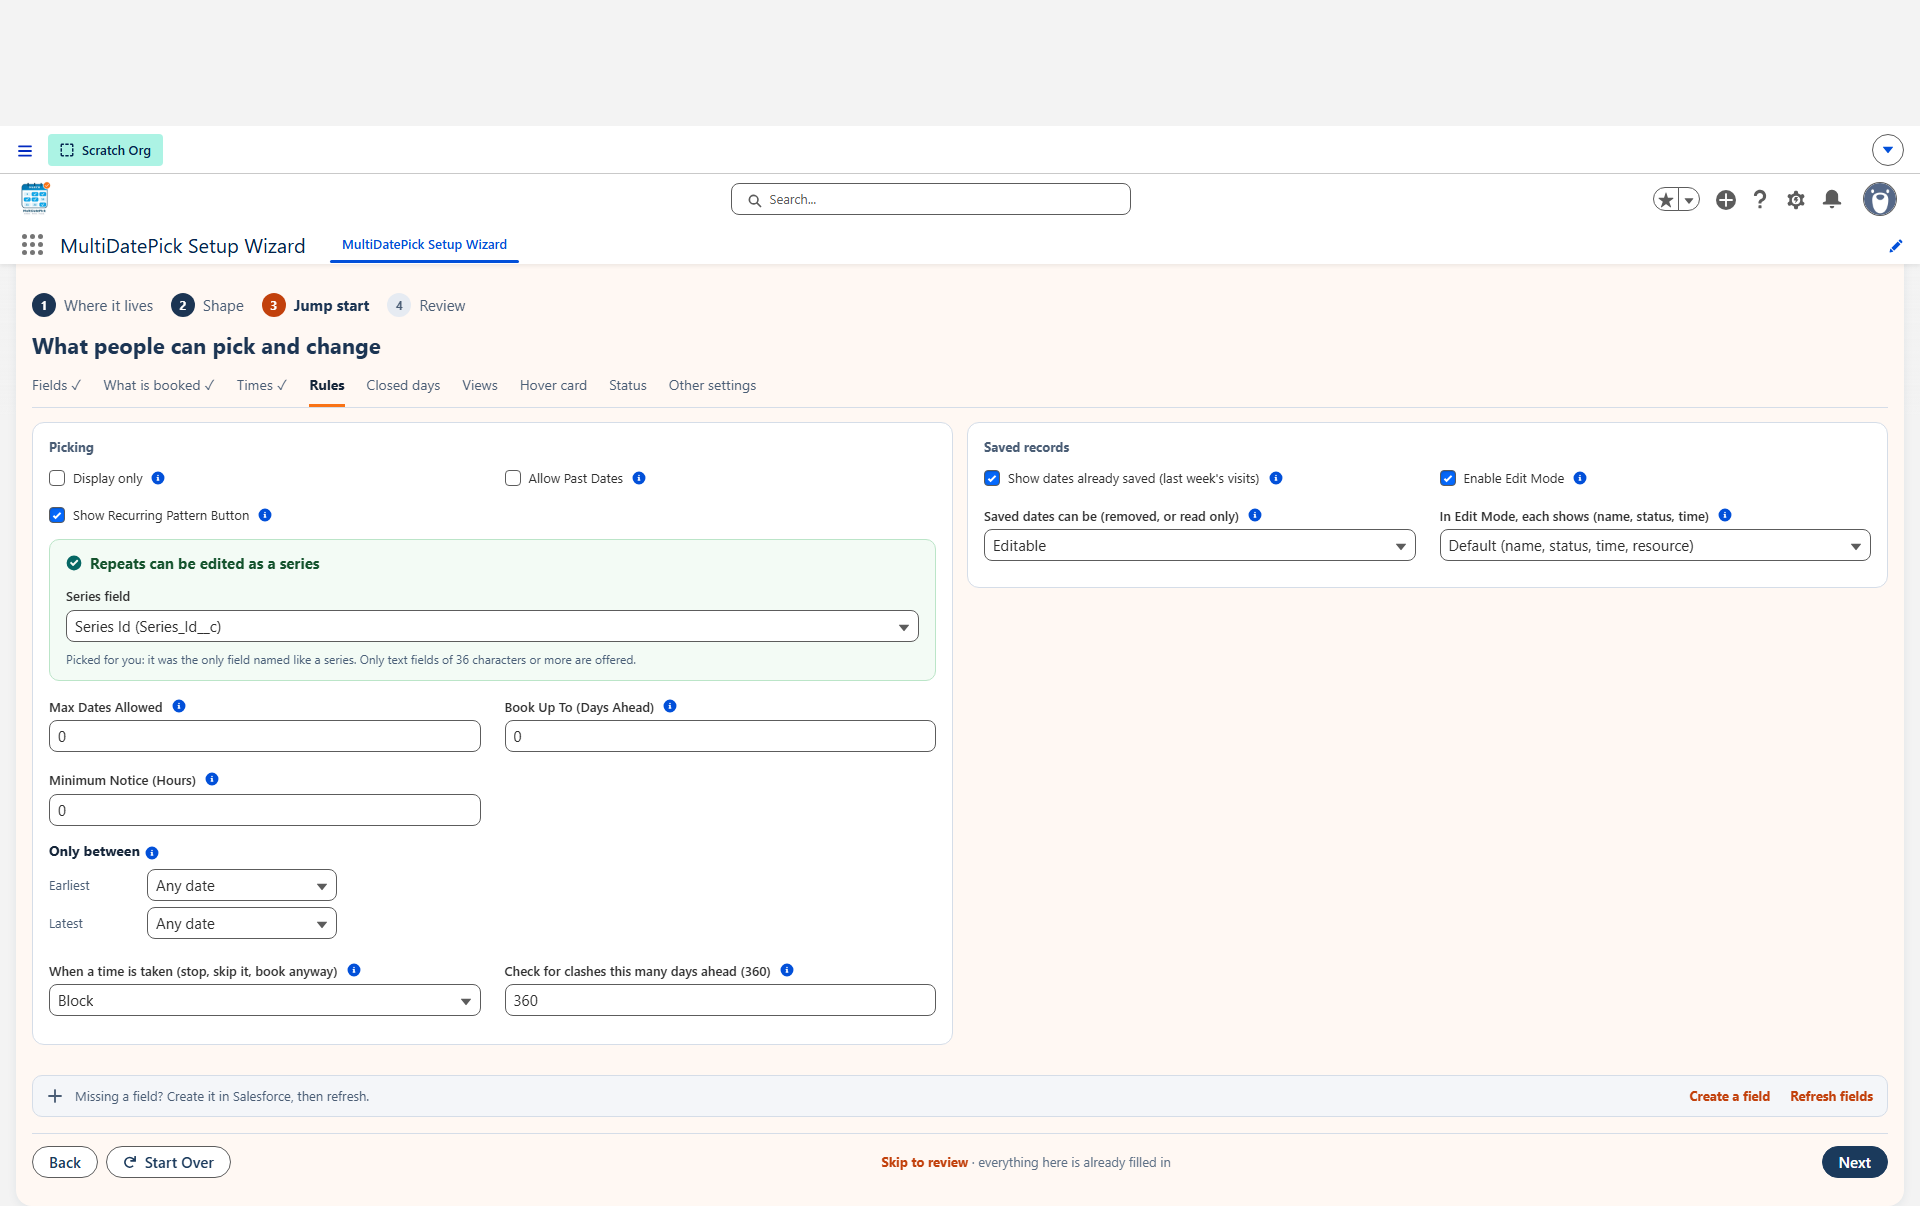 Scratch Org
Search...
MultiDatePick Setup Wizard
MultiDatePick Setup Wizard
1 Where it lives 2 Shape 3 Jump start 4 Review
What people can pick and change
Fields ✓ What is booked ✓ Times ✓ Rules Closed days Views Hover card Status Other settings
Picking
Display only
Allow Past Dates
Show Recurring Pattern Button
Repeats can be edited as a series
Series field
Series Id (Series_Id__c)
Picked for you: it was the only field named like a series. Only text fields of 36 characters or more are offered.
Max Dates Allowed
Book Up To (Days Ahead)
0
0
Minimum Notice (Hours)
0
Only between
Earliest Any date
Latest Any date
When a time is taken (stop, skip it, book anyway)
Check for clashes this many days ahead (360)
Block
360
Saved records
Show dates already saved (last week's visits)
Enable Edit Mode
Saved dates can be (removed, or read only)
In Edit Mode, each shows (name, status, time)
Editable
Default (name, status, time, resource)
Missing a field? Create it in Salesforce, then refresh.
Create a field Refresh fields
Back Start Over
Skip to review · everything here is already filled in
Next